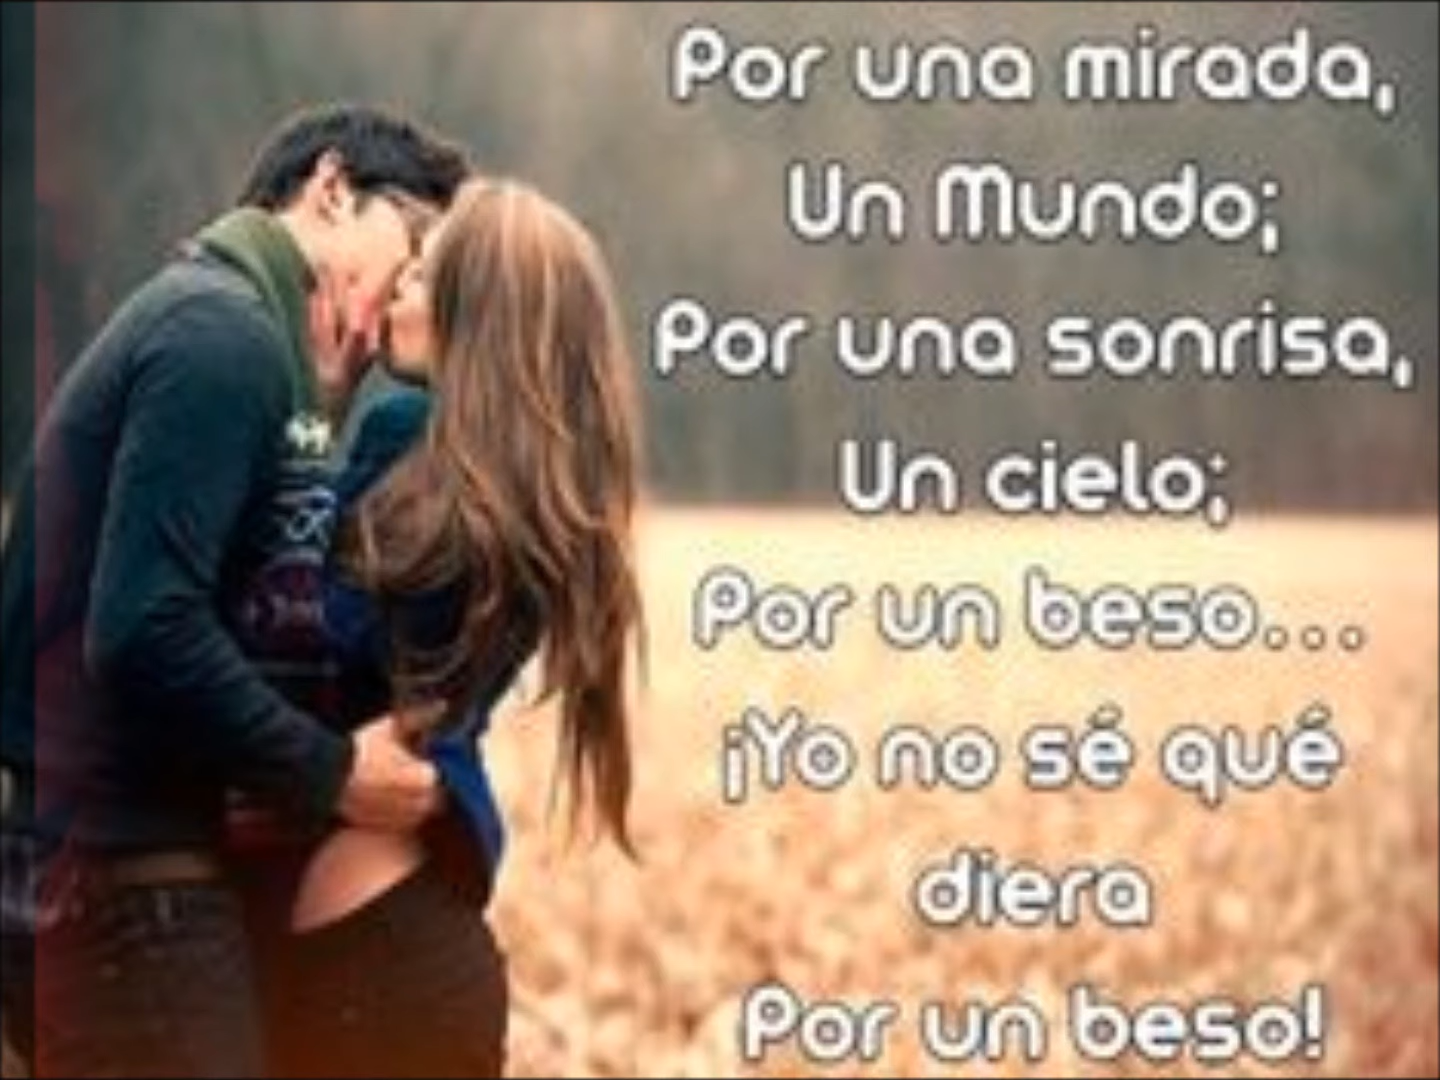 Por una mirada,
Un Mundo;
Por una sonrisa,
Un cielo;
Por un beso...
¡Yo no sé qué
diera
Por un beso!